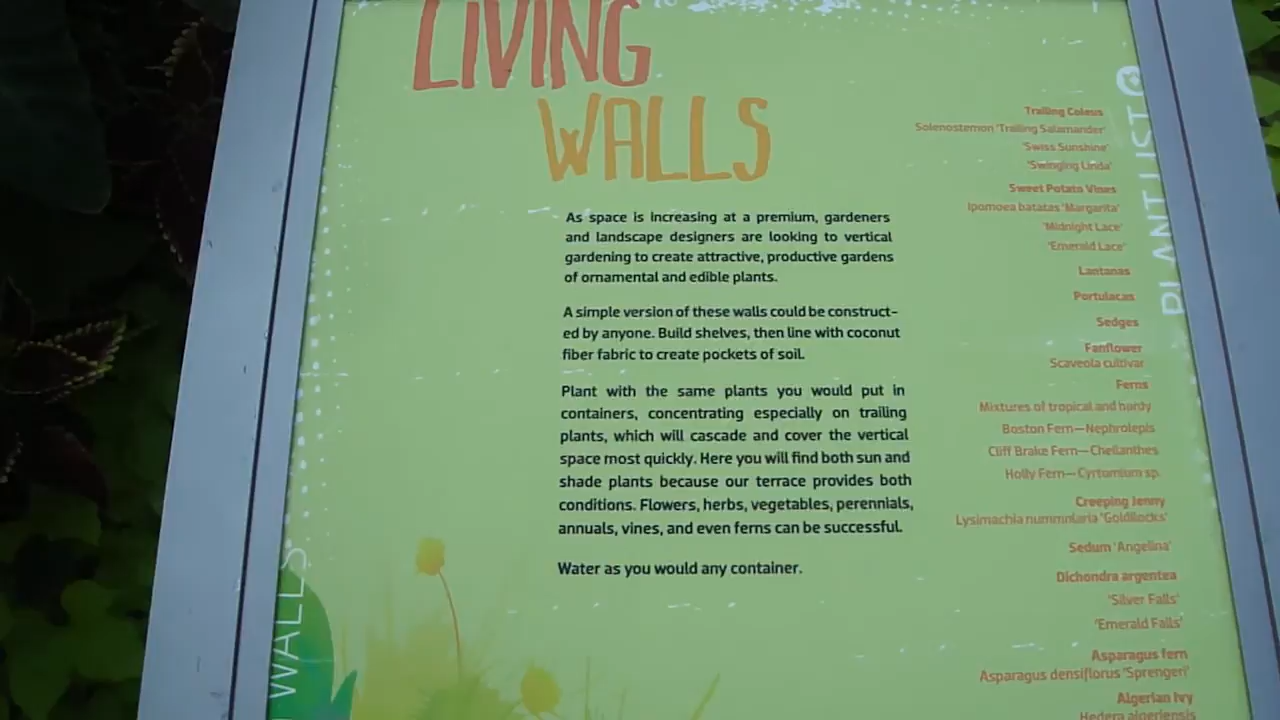 LIVING
WALLS
As space is increasing at a premium, gardeners
and landscape designers are looking to vertical
gardening to create attractive, productive gardens
of ornamental and edible plants.
A simple version of these walls could be construct-
ed by anyone. Build shelves, then line with coconut
fiber fabric to create pockets of soil.
Plant with the same plants you would put in
containers, concentrating especially on trailing
plants, which will cascade and cover the vertical
space most quickly. Here you will find both sun and
shade plants because our terrace provides both
conditions. Flowers, herbs, vegetables, perennials,
annuals, vines, and even ferns can be successful.
Water as you would any container.
PLANT LIST
Trailing Coleus
Solenostemon 'Trailing Salamander'
'Swiss Sunshine'
'Swinging Linda'
Sweet Potato Vines
Ipomoea batatas 'Margarita'
'Midnight Lace'
'Emerald Lace'
Lantanas
Portulacas
Sedges
Fanflower
Scaveola cultivar
Ferns
Mixtures of tropical and hardy
Boston Fern—Nephrolepis
Cliff Brake Fern—Cheilanthes
Holly Fern—Cyrtomium sp.
Creeping Jenny
Lysimachia nummnlaria 'Goldilocks'
Sedum 'Angelina'
Dichondra argentea
'Silver Falls'
'Emerald Falls'
Asparagus fern
Asparagus densiflorus 'Sprengeri'
Algerian Ivy
Hedera algeriensis
WALLS